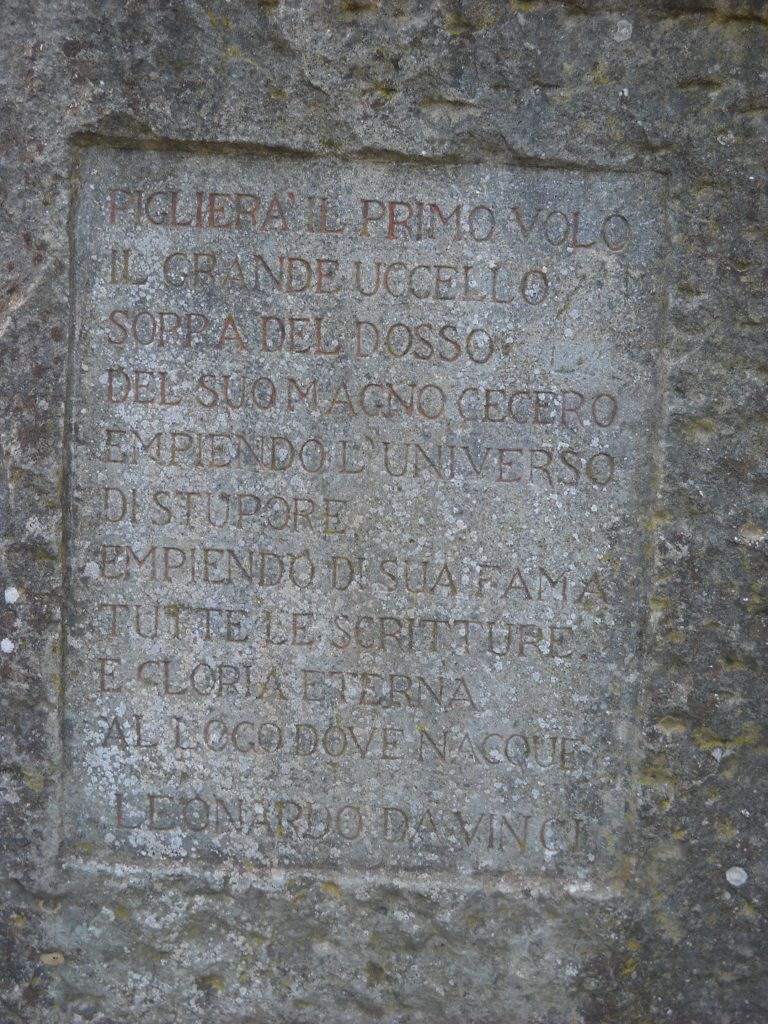 PIGLIERA' IL PRIMO VOLO
IL GRANDE UCCELLO
SOPRA DEL DOSSO
DEL SUO MAGNO CECERO
EMPIENDO L'UNIVERSO
DI STUPORE,
EMPIENDO DI SUA FAMA
TUTTE LE SCRITTURE.
E GLORIA ETERNA
AL LOCO DOVE NACQUE
LEONARDO DA VINCI